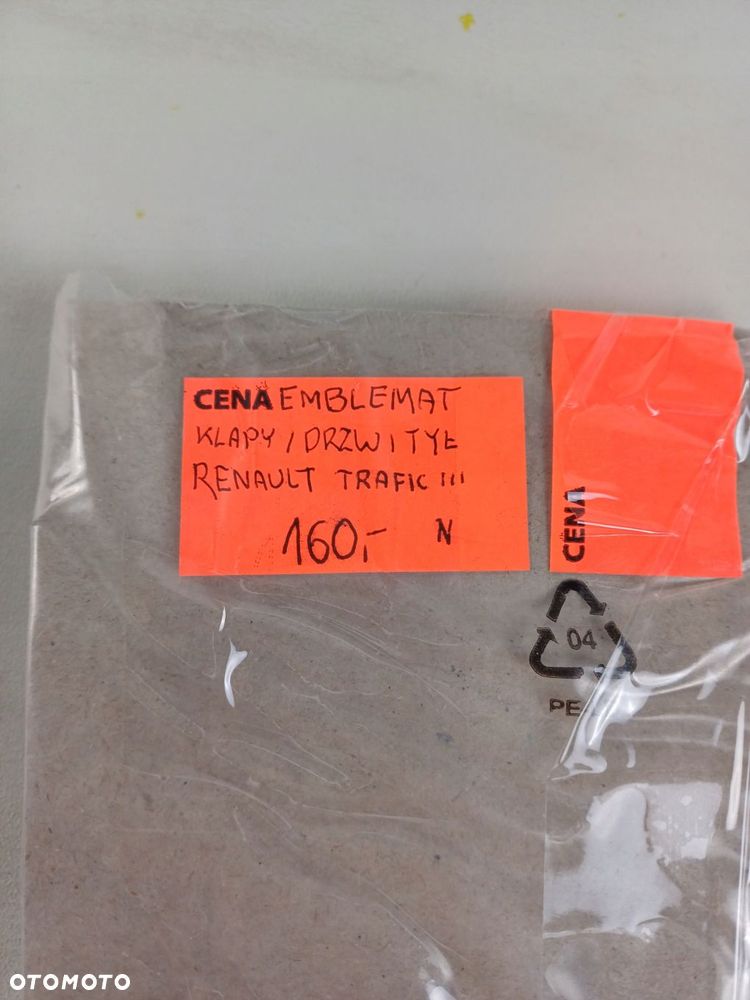 CENA EMBLEMAT
KLAPY / DRZWI TYŁ
RENAULT TRAFIC III
160,- N
CENA
04
PE
OTOMOTO